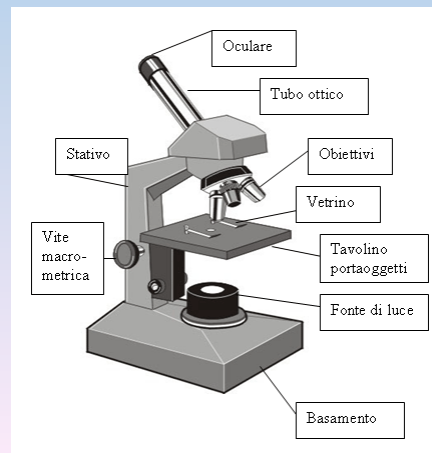 Oculare
Tubo ottico
Stativo
Obiettivi
Vetrino
Vite
macro-
metrica
Tavolino
portaoggetti
Fonte di luce
Basamento